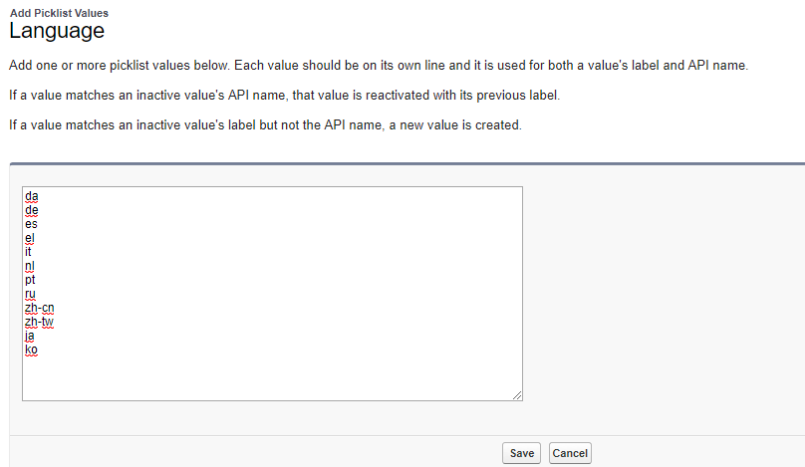 Add Picklist Values
Language
Add one or more picklist values below. Each value should be on its own line and it is used for both a value's label and API name.
If a value matches an inactive value's API name, that value is reactivated with its previous label.
If a value matches an inactive value's label but not the API name, a new value is created.
da
de
es
el
it
nl
pt
ru
zh-cn
zh-tw
ja
ko
Save Cancel